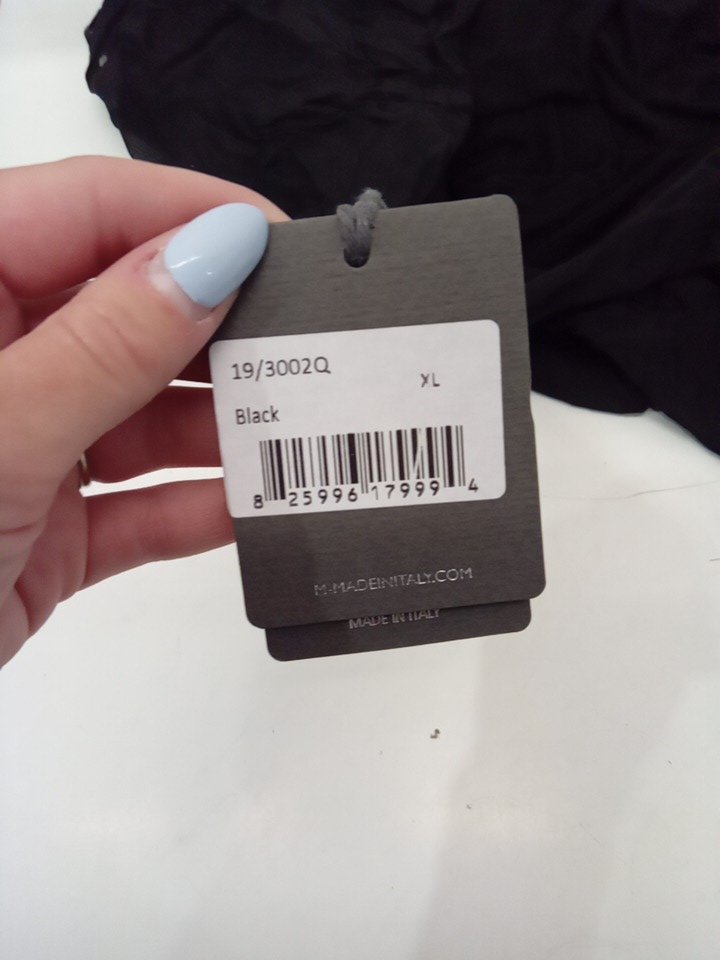 19/3002Q
XL
Black
8 25996 17999 4
M-MADEINITALY.COM
MADE IN ITALY